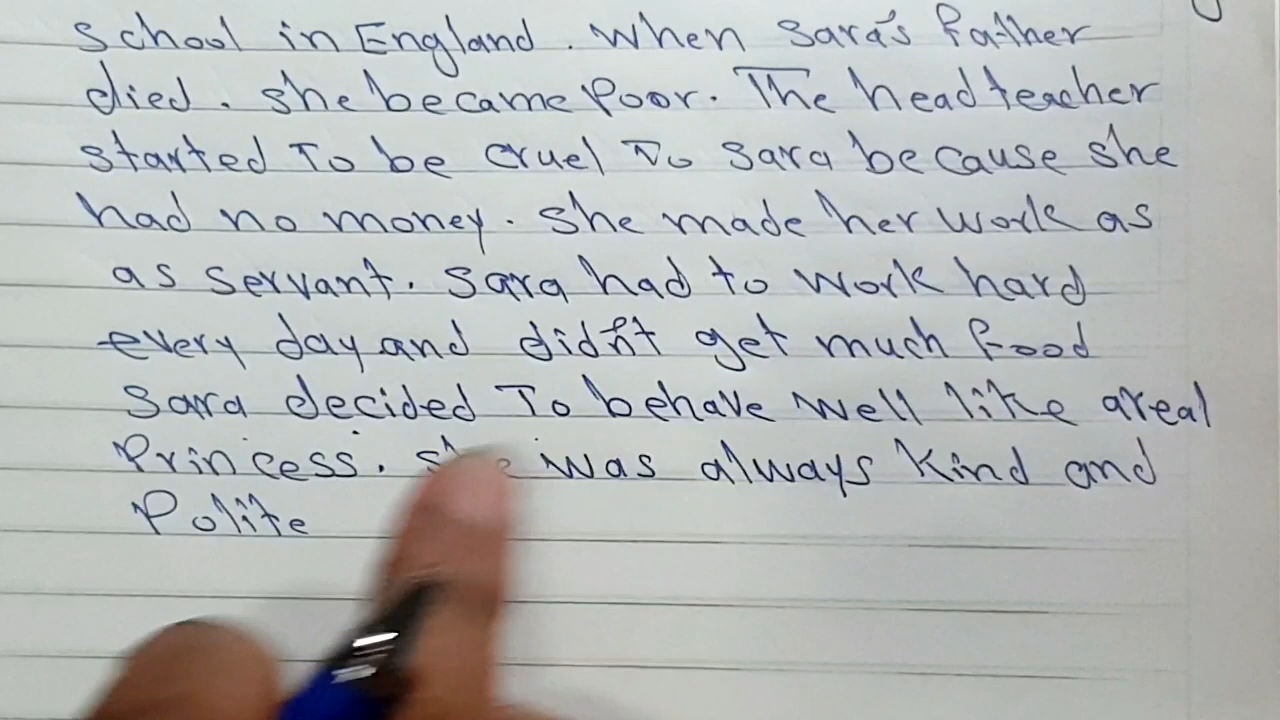 school in England. When Sara's father
died. she became Poor. The head teacher
started To be cruel To Sara because she
had no money. She made her work as
as servant. Sara had to work hard
every day and didn't get much food
Sara decided To behave well like a real
Princess. she was always kind and
Polite